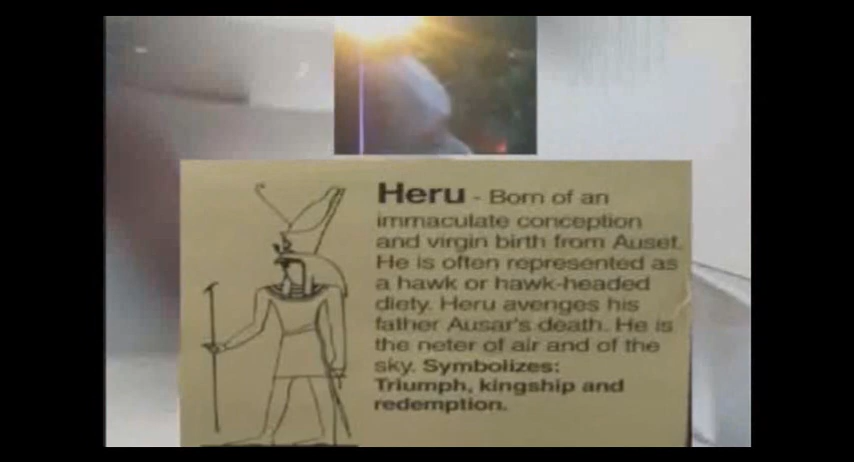 Heru - Born of an
immaculate conception
and virgin birth from Auset.
He is often represented as
a hawk or hawk-headed
diety. Heru avenges his
father Ausar's death. He is
the neter of air and of the
sky. Symbolizes:
Triumph, kingship and
redemption.